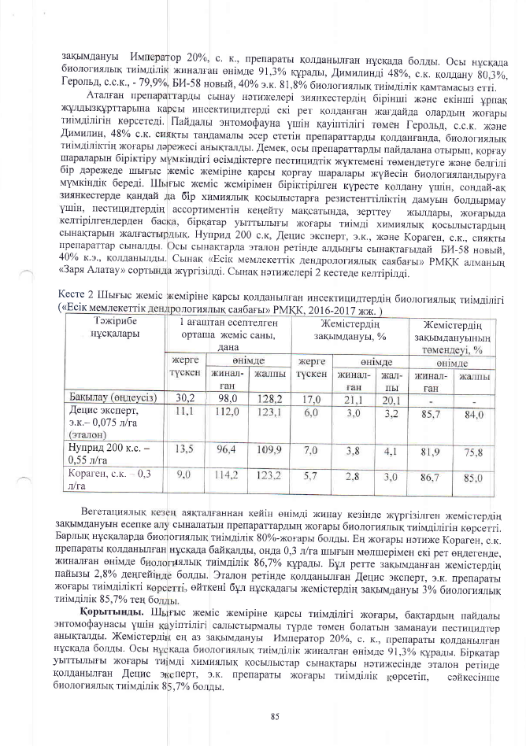 зақымдануы Император 20%, с. к., препараты қолданылған нұсқада болды. Осы нұсқада
биологиялық тиімділік жиналған өнімде 91,3% құрады, Димилинді 48%, с.к. қолдану 80,3%,
Герольд, с.с.к., - 79,9%, БИ-58 новый, 40% э.к. 81,8% биологиялық тиімділік қамтамасыз етті.
Аталған препараттарды сынау нәтижелері зиянкестердің бірінші және екінші ұрпақ
жұлдызқұрттарына қарсы инсектицидтерді екі рет қолданған жағдайда олардың жоғары
тиімділігін көрсетеді. Пайдалы энтомофауна үшін қауіптілігі төмен Герольд, с.с.к. және
Димилин, 48% с.к. сияқты таңдамалы әсер ететін препараттарды қолданғанда, биологиялық
тиімділіктің жоғары дәрежесі анықталды. Демек, осы препараттарды пайдалана отырып, қорғау
шараларын біріктіру мүмкіндігі өсімдіктерге пестицидтік жүктемені төмендетуге және белгілі
бір дәрежеде шығыс жеміс жеміріне қарсы қорғау шаралары жүйесін биологияландыруға
мүмкіндік береді. Шығыс жеміс жемірімен біріктірілген күресте қолдану үшін, сондай-ақ
зиянкестерде қандай да бір химиялық қосылыстарға резистенттіліктің дамуын болдырмау
үшін, пестицидтердің ассортиментін кеңейту мақсатында, зерттеу жылдары, жоғарыда
келтірілгендерден басқа, бірқатар уыттылығы жоғары тиімді химиялық қосылыстардың
сынақтарын жалғастырдық. Нуприд 200 с.к, Децис эксперт, э.к., және Кораген, с.к., сияқты
препараттар сыналды. Осы сынақтарда эталон ретінде алдыңғы сынақтағыдай БИ-58 новый,
40% к.э., қолданылды. Сынақ «Есік мемлекеттік дендрологиялық саябағы» РМҚК алманың
«Заря Алатау» сортында жүргізілді. Сынақ нәтижелері 2 кестеде келтірілді.
Кесте 2 Шығыс жеміс жеміріне қарсы қолданған инсектицидтердің биологиялық тиімділігі
(«Есік мемлекеттік дендрологиялық саябағы» РМҚК, 2016-2017 жж. )
Тәжірибе нұсқалары 1 ағаштан есептелген орташа жеміс саны, дана Жемістердің зақымдануы, % Жемістердің зақымдануының төмендеуі, %
жерге түскен өнімде жерге түскен өнімде өнімде
жинал-ған жалпы жинал-ған жал-пы жинал-ған жалпы
Бақылау (өңдеусіз) 30,2 98,0 128,2 17,0 21,1 20,1 - -
Децис эксперт, э.к.– 0,075 л/га (эталон) 11,1 112,0 123,1 6,0 3,0 3,2 85,7 84,0
Нуприд 200 к.с. – 0,55 л/га 13,5 96,4 109,9 7,0 3,8 4,1 81,9 75,8
Кораген, с.к. – 0,3 л/га 9,0 114,2 123,2 5,7 2,8 3,0 86,7 85,0
Вегетациялық кезең аяқталғаннан кейін өнімді жинау кезінде жүргізілген жемістердің
зақымдануын есепке алу сыналатын препараттардың жоғары биологиялық тиімділігін көрсетті.
Барлық нұсқаларда биологиялық тиімділік 80%-жоғары болды. Ең жоғары нәтиже Кораген, с.к.
препараты қолданылған нұсқада байқалды, онда 0,3 л/га шығын мөлшерімен екі рет өңдегенде,
жиналған өнімде биологиялық тиімділік 86,7% құрады. Бұл ретте зақымданған жемістердің
пайызы 2,8% деңгейінде болды. Эталон ретінде қолданылған Децис эксперт, э.к. препараты
жоғары тиімділікті көрсетті, өйткені бұл нұсқадағы жемістердің зақымдануы 3% биологиялық
тиімділік 85,7% тең болды.
Қорытынды. Шығыс жеміс жеміріне қарсы тиімділігі жоғары, бақтардың пайдалы
энтомофаунасы үшін қауіптілігі салыстырмалы түрде төмен болатын заманауи пестицидтер
анықталды. Жемістердің ең аз зақымдануы Император 20%, с. к., препараты қолданылған
нұсқада болды. Осы нұсқада биологиялық тиімділік жиналған өнімде 91,3% құрады. Бірқатар
уыттылығы жоғары тиімді химиялық қосылыстар сынақтары нәтижесінде эталон ретінде
қолданылған Децис эксперт, э.к. препараты жоғары тиімділік көрсетіп, сәйкесінше
биологиялық тиімділік 85,7% болды.
85